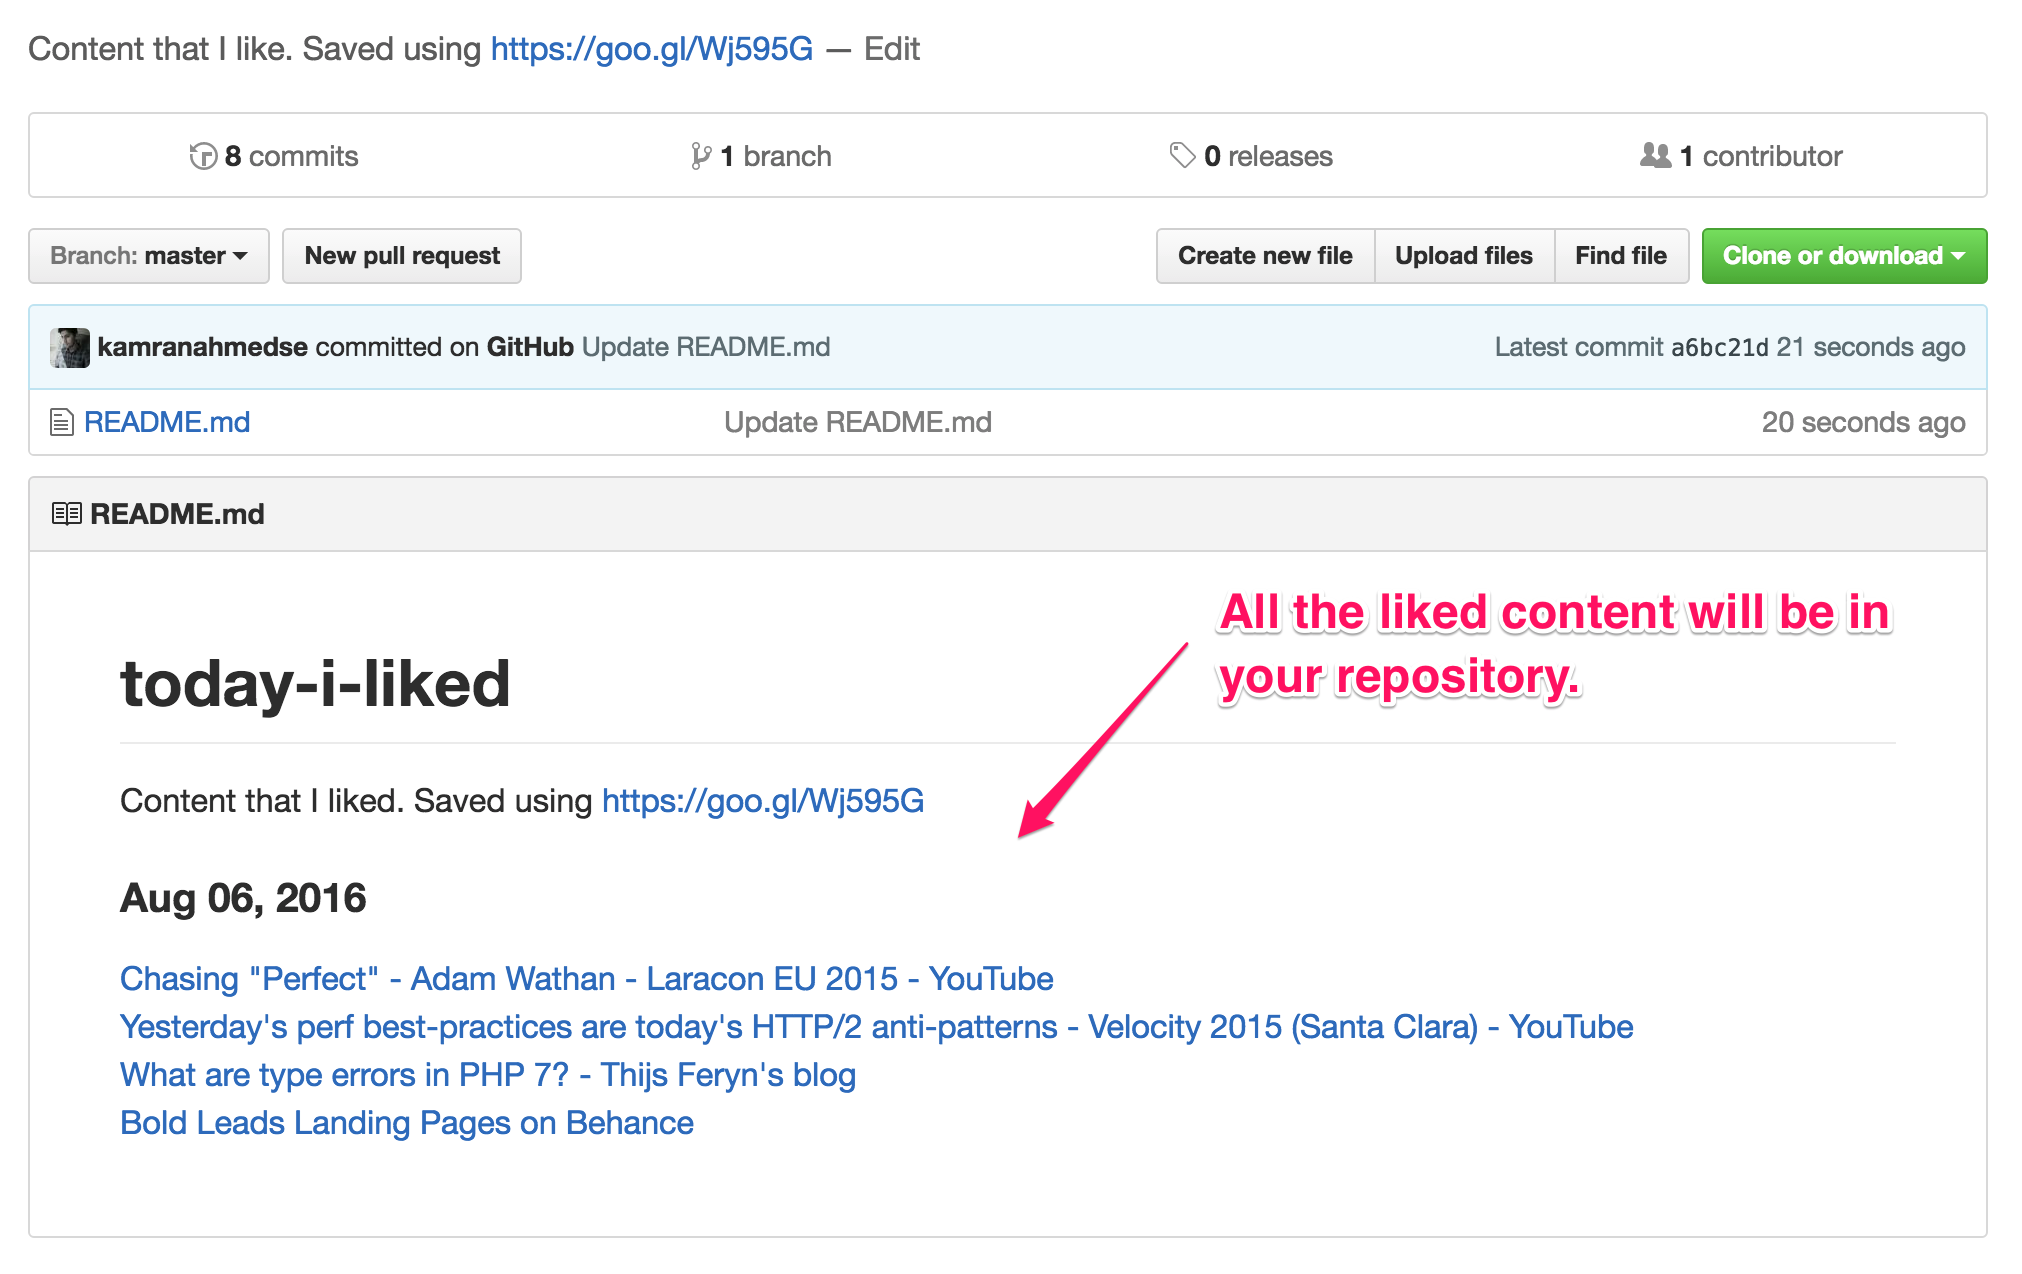 Content that I like. Saved using https://goo.gl/Wj595G — Edit
8 commits
1 branch
0 releases
1 contributor
Branch: master
New pull request
Create new file
Upload files
Find file
Clone or download
kamranahmedse committed on GitHub Update README.md
Latest commit a6bc21d 21 seconds ago
README.md
Update README.md
20 seconds ago
README.md
All the liked content will be in
your repository.
today-i-liked
Content that I liked. Saved using https://goo.gl/Wj595G
Aug 06, 2016
Chasing "Perfect" - Adam Wathan - Laracon EU 2015 - YouTube
Yesterday's perf best-practices are today's HTTP/2 anti-patterns - Velocity 2015 (Santa Clara) - YouTube
What are type errors in PHP 7? - Thijs Feryn's blog
Bold Leads Landing Pages on Behance